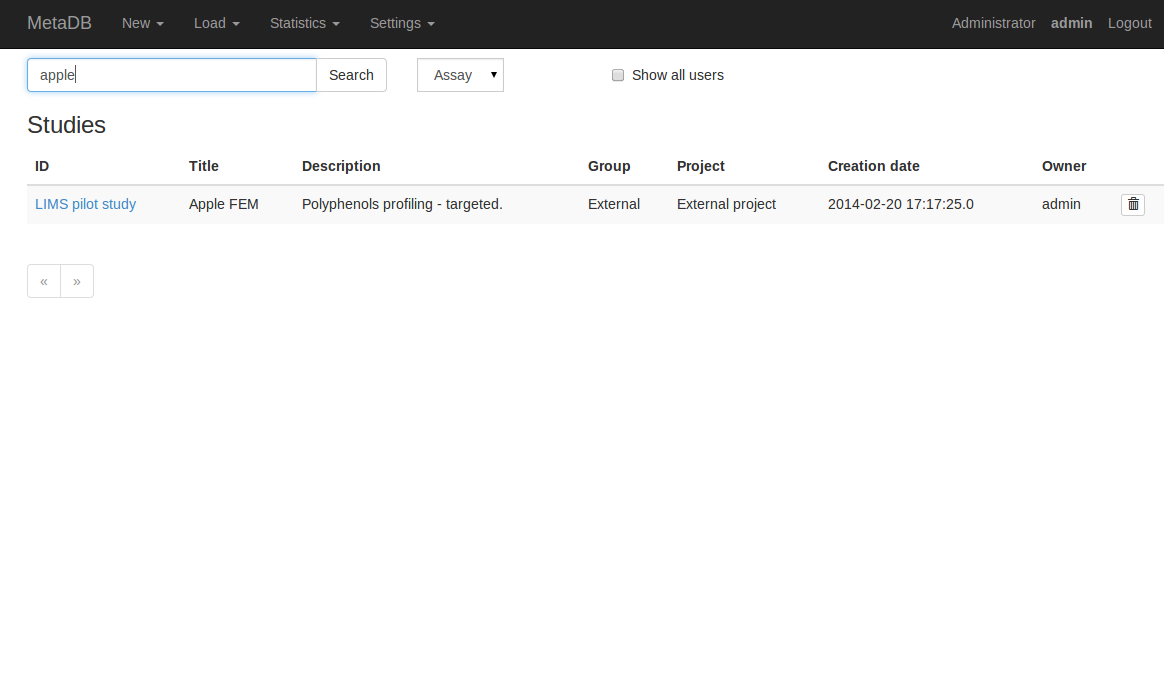 MetaDB New Load Statistics Settings Administrator admin Logout
apple Search Assay Show all users
Studies
ID Title Description Group Project Creation date Owner
LIMS pilot study Apple FEM Polyphenols profiling - targeted. External External project 2014-02-20 17:17:25.0 admin
« »